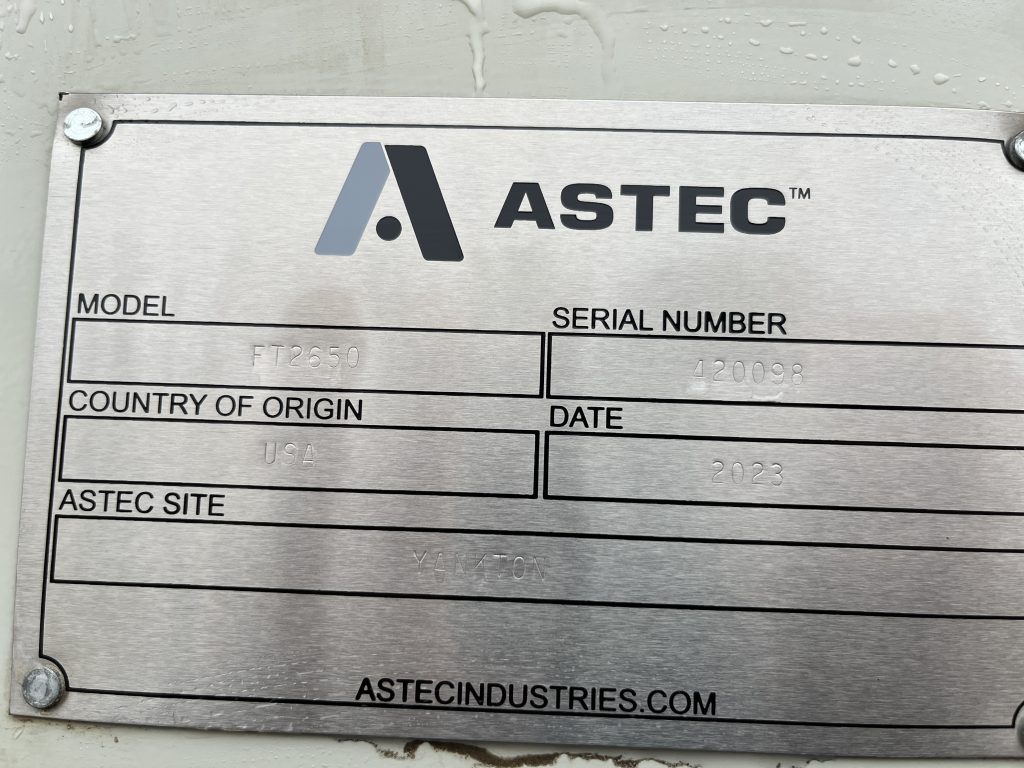 ASTEC™
MODEL
FT2650
SERIAL NUMBER
420098
COUNTRY OF ORIGIN
USA
DATE
2023
ASTEC SITE
YANKTON
ASTECINDUSTRIES.COM